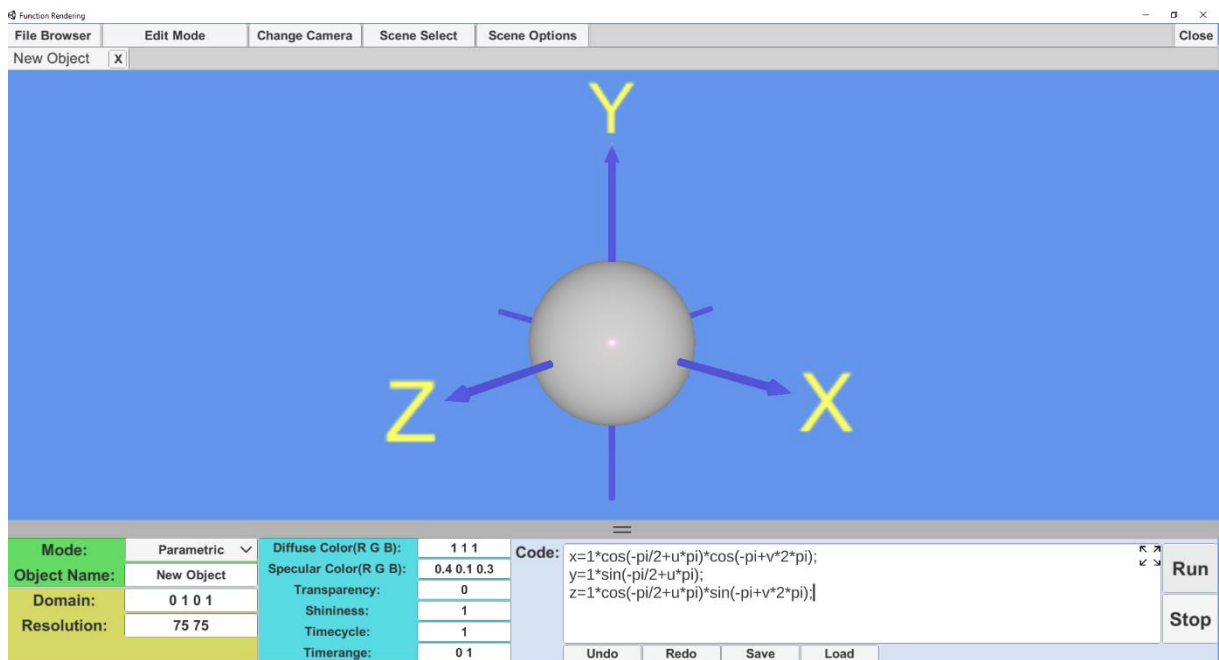 Function Rendering
File Browser Edit Mode Change Camera Scene Select Scene Options Close
New Object X
Y
Z
X
Mode: Parametric
Object Name: New Object
Domain: 0 1 0 1
Resolution: 75 75
Diffuse Color(R G B): 1 1 1
Specular Color(R G B): 0.4 0.1 0.3
Transparency: 0
Shininess: 1
Timecycle: 1
Timerange: 0 1
Code:
x=1*cos(-pi/2+u*pi)*cos(-pi+v*2*pi);
y=1*sin(-pi/2+u*pi);
z=1*cos(-pi/2+u*pi)*sin(-pi+v*2*pi);
Run
Stop
Undo Redo Save Load